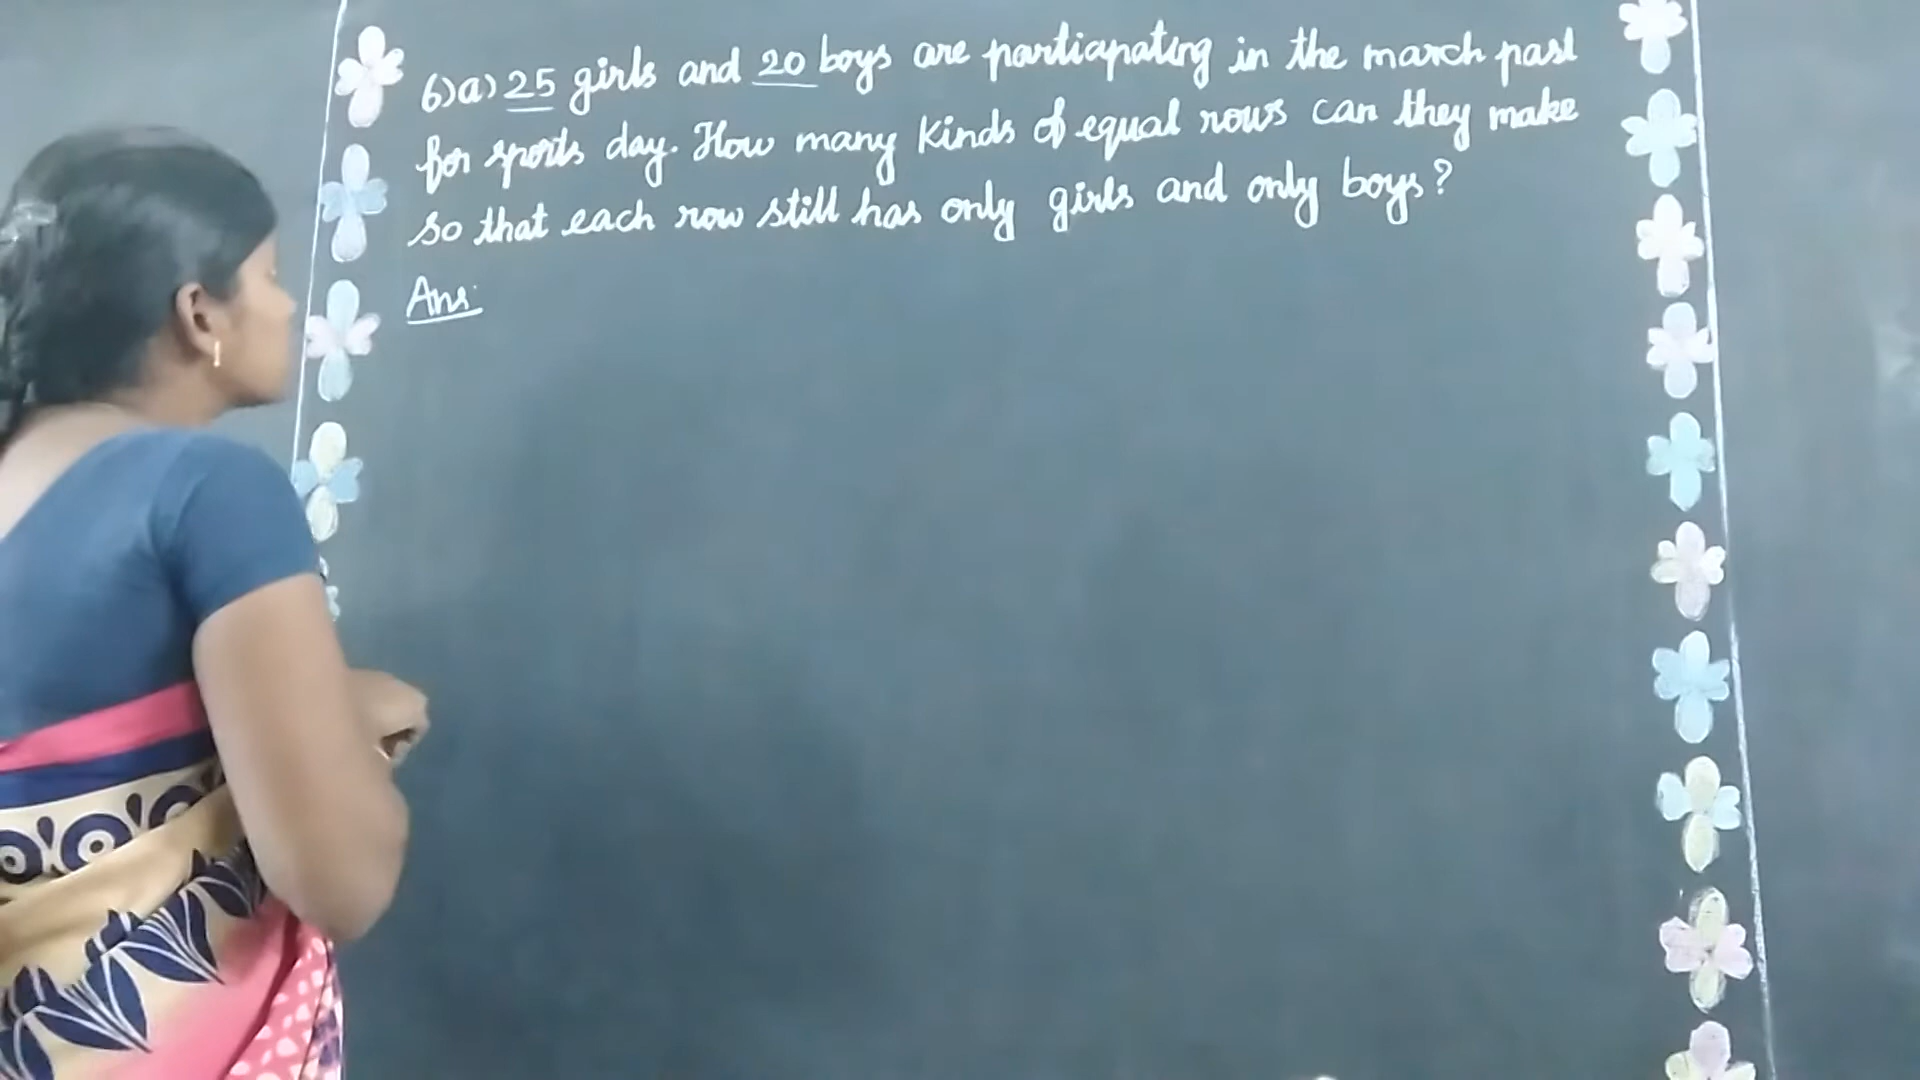 6)a) 25 girls and 20 boys are participating in the march past
for sports day. How many kinds of equal rows can they make
so that each row still has only girls and only boys?
Ans: